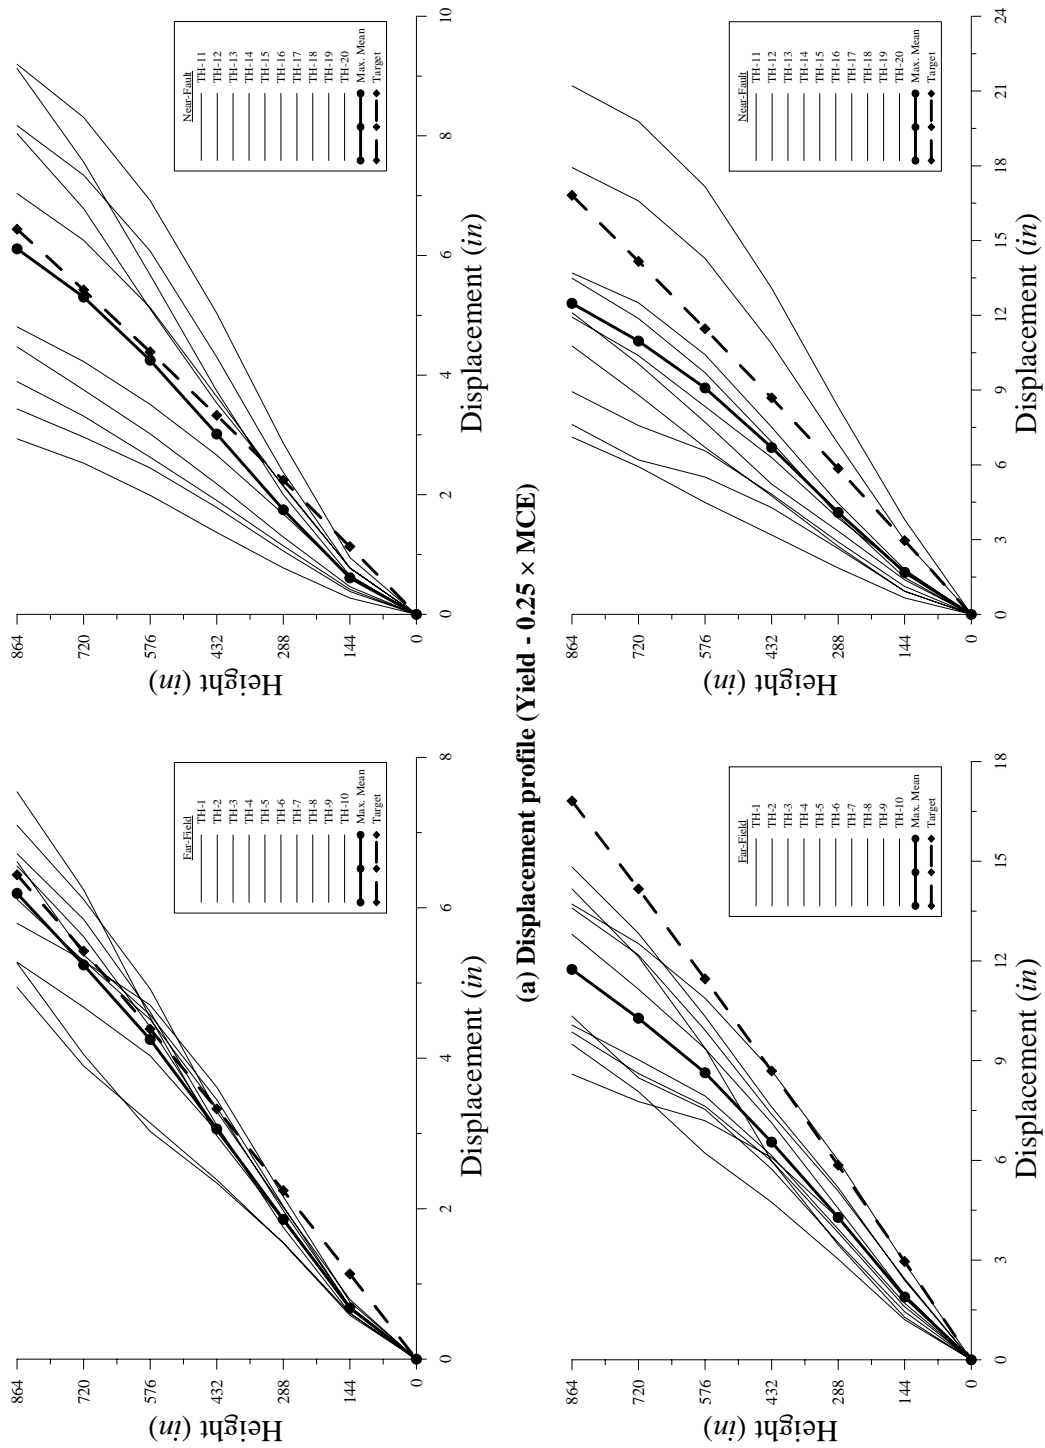 Height (in)
864
720
576
432
288
144
0
Far-Field
TH-1
TH-2
TH-3
TH-4
TH-5
TH-6
TH-7
TH-8
TH-9
TH-10
Max. Mean
Target
0
2
4
6
8
Displacement (in)
Height (in)
864
720
576
432
288
144
0
Near-Fault
TH-11
TH-12
TH-13
TH-14
TH-15
TH-16
TH-17
TH-18
TH-19
TH-20
Max. Mean
Target
0
2
4
6
8
10
Displacement (in)
(a) Displacement profile (Yield - 0.25 × MCE)
Height (in)
864
720
576
432
288
144
0
Far-Field
TH-1
TH-2
TH-3
TH-4
TH-5
TH-6
TH-7
TH-8
TH-9
TH-10
Max. Mean
Target
0
3
6
9
12
15
18
Displacement (in)
Height (in)
864
720
576
432
288
144
0
Near-Fault
TH-11
TH-12
TH-13
TH-14
TH-15
TH-16
TH-17
TH-18
TH-19
TH-20
Max. Mean
Target
0
3
6
9
12
15
18
21
24
Displacement (in)